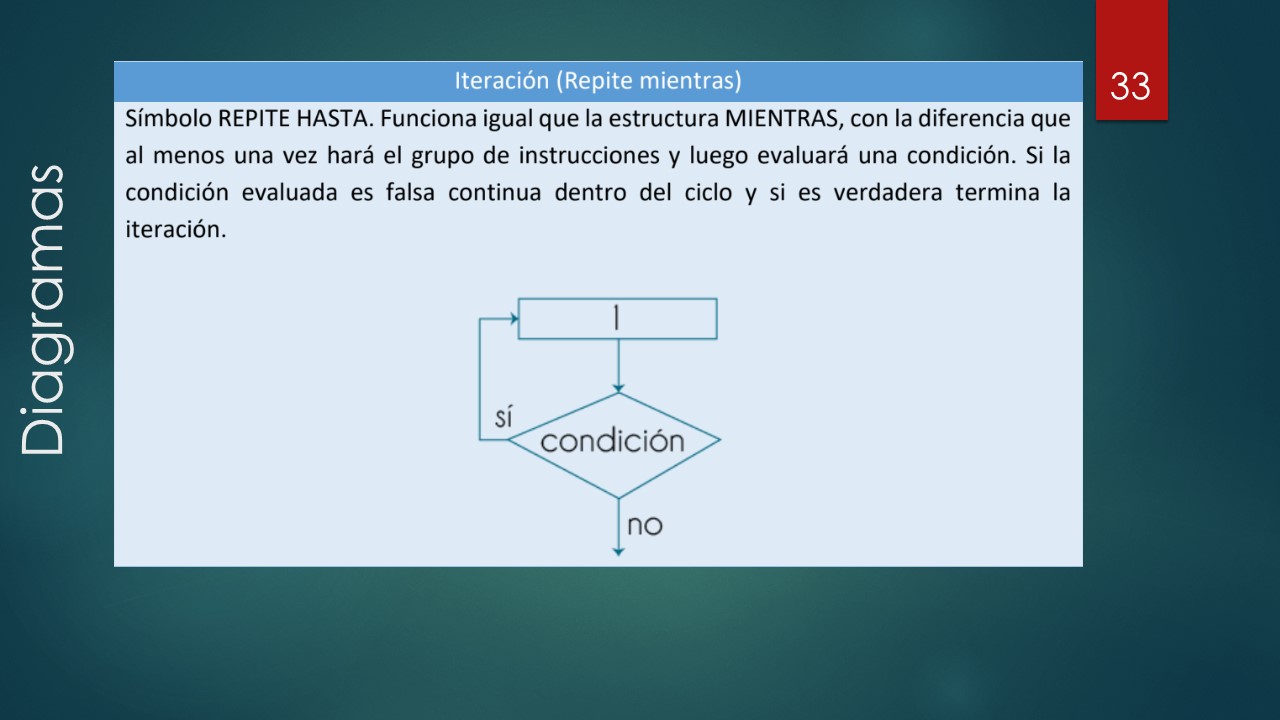 Diagramas
33
Iteración (Repite mientras)
Símbolo REPITE HASTA. Funciona igual que la estructura MIENTRAS, con la diferencia que
al menos una vez hará el grupo de instrucciones y luego evaluará una condición. Si la
condición evaluada es falsa continua dentro del ciclo y si es verdadera termina la
iteración.
1
sí
condición
no